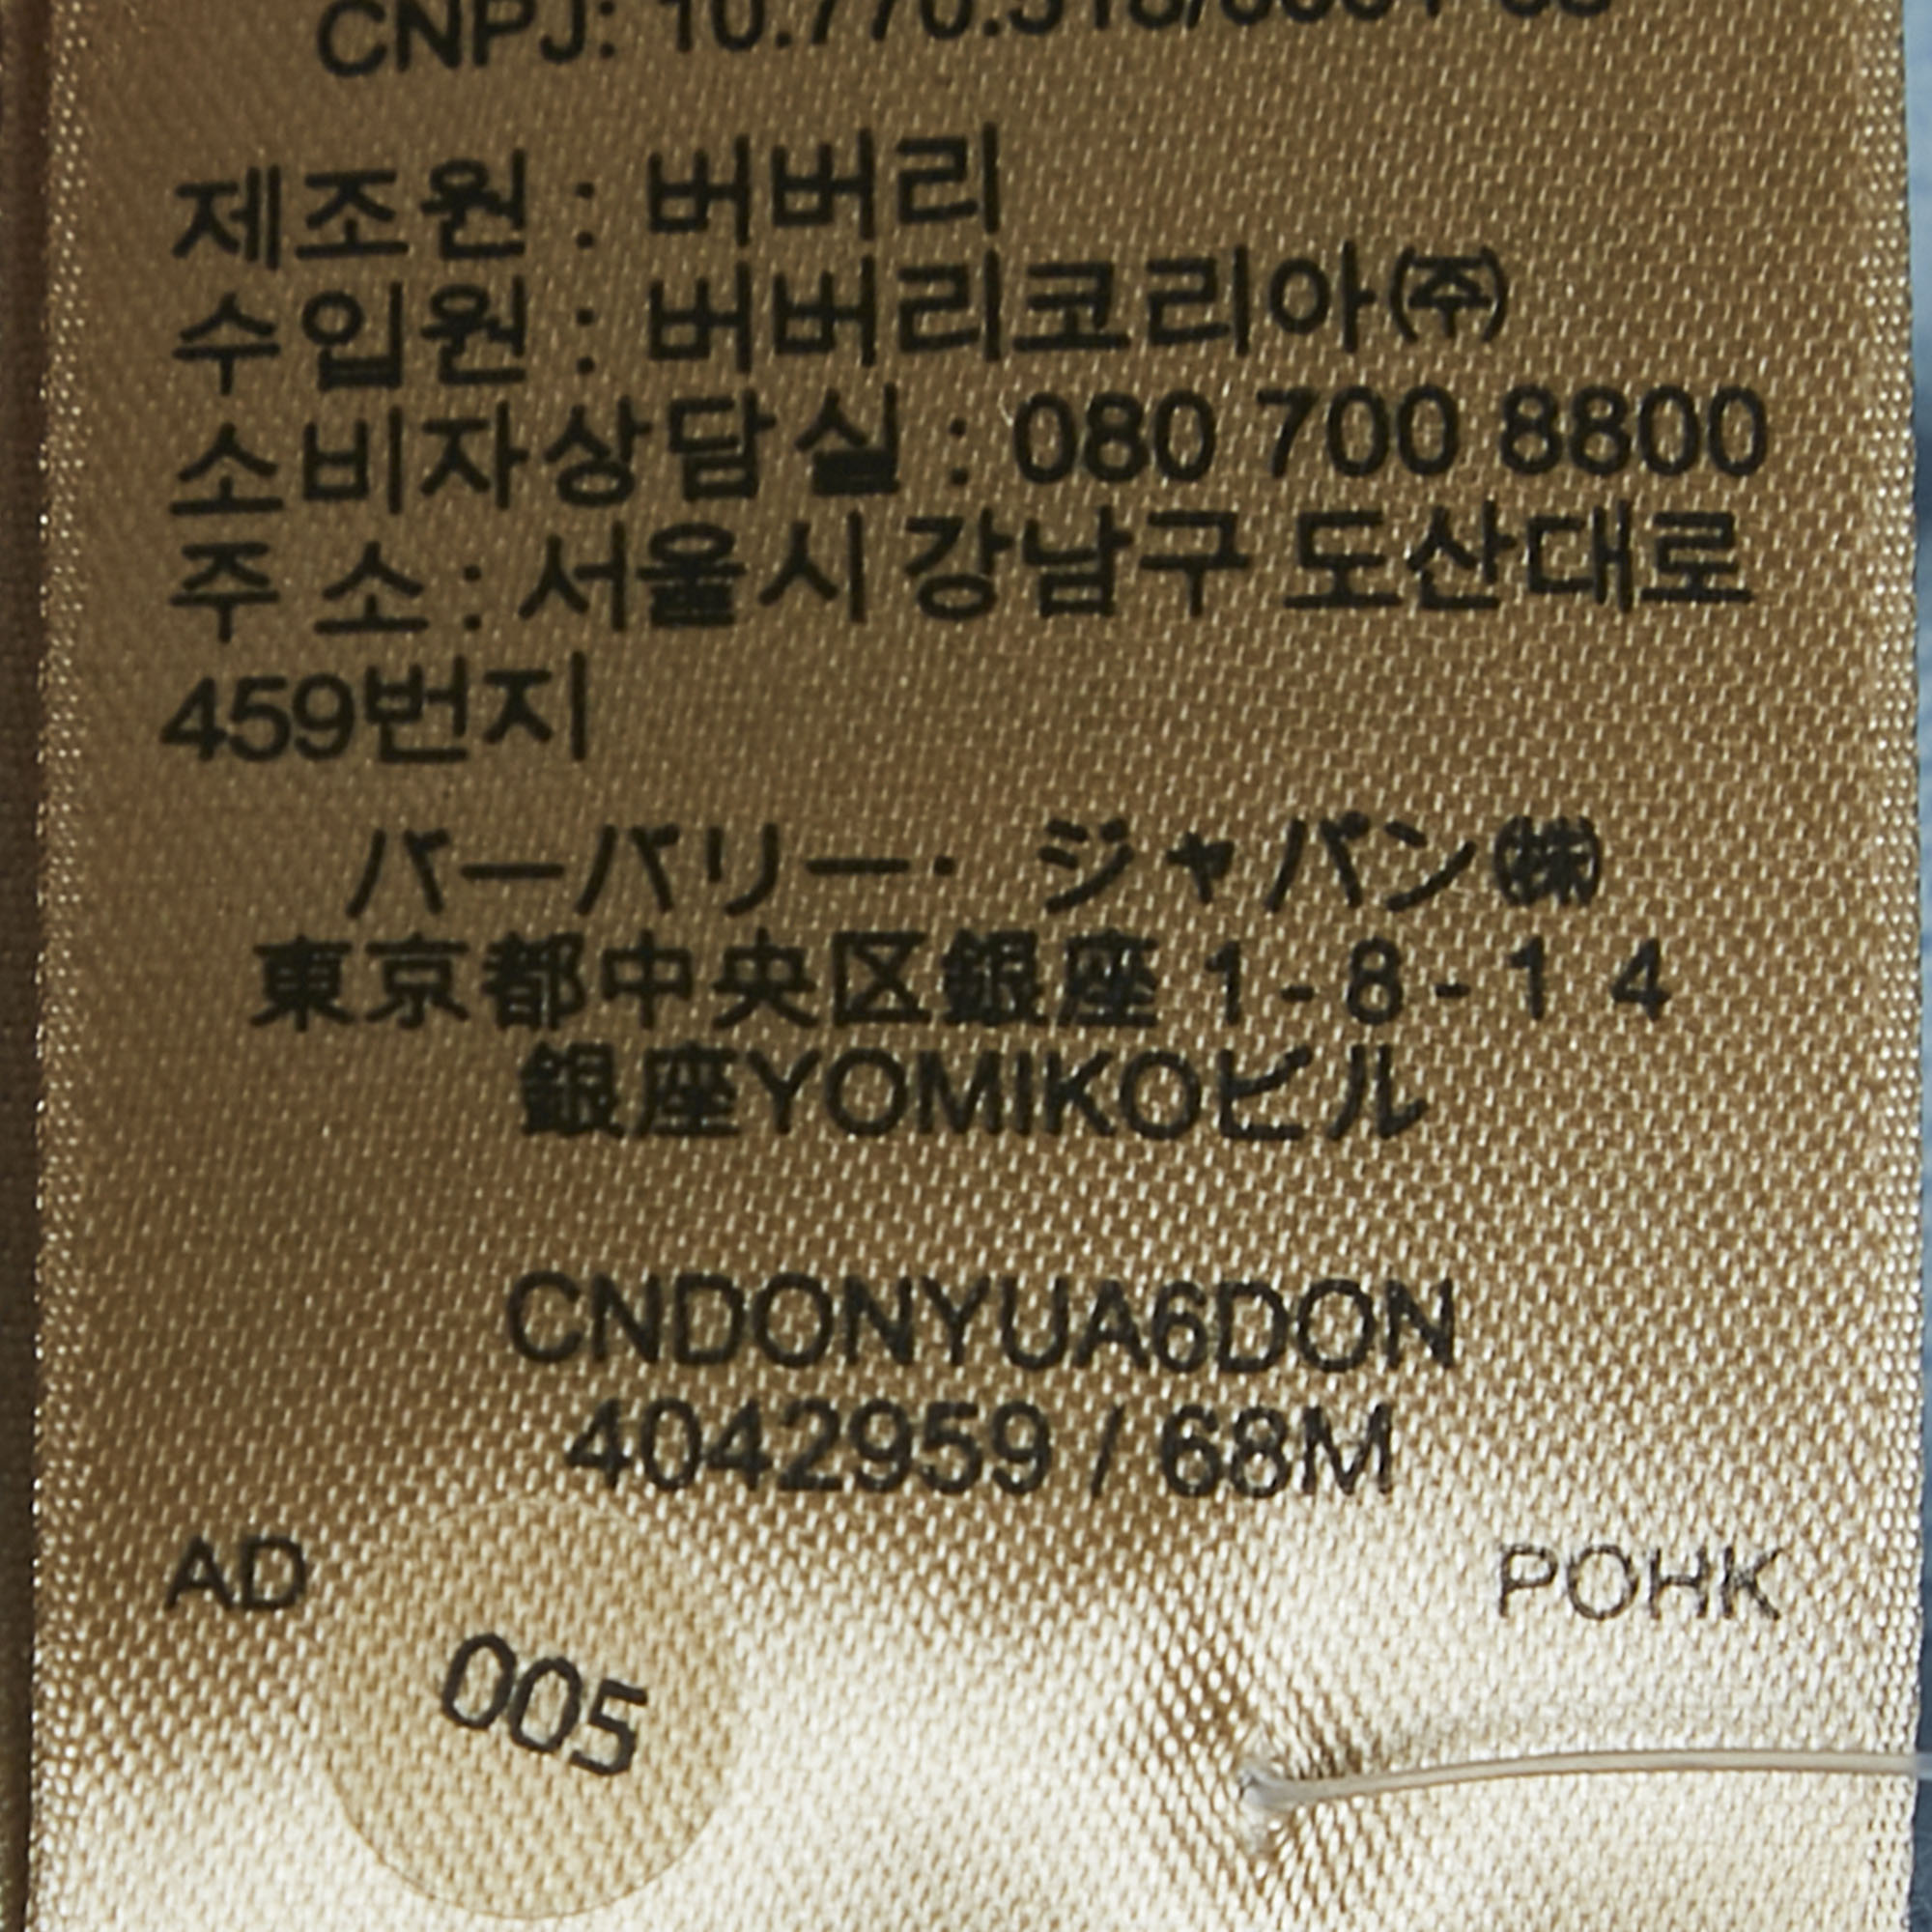 CNPJ:
제조원 : 버버리
수입원 : 버버리코리아㈜
소비자상담실 : 080 700 8800
주 소 : 서울시 강남구 도산대로
459번지
バーバリー· ジャパン㈱
東京都中央区銀座1-8-14
銀座YOMIKOビル
CNDONYUA6DON
4042959 / 68M
AD
POHK
005